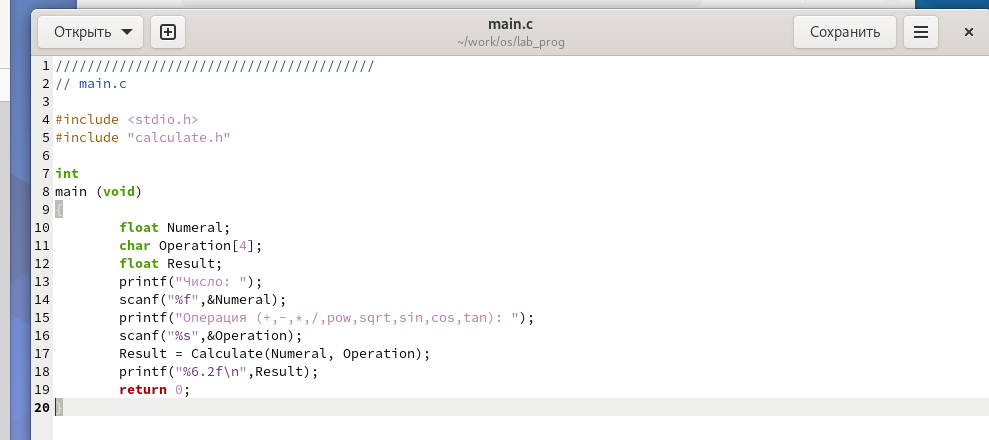 Открыть
main.c
~/work/os/lab_prog
Сохранить
1 ////////////////////////////////////////
2 // main.c
3
4 #include <stdio.h>
5 #include "calculate.h"
6
7 int
8 main (void)
9 {
10 float Numeral;
11 char Operation[4];
12 float Result;
13 printf("Число: ");
14 scanf("%f",&Numeral);
15 printf("Операция (+,-,*,/,pow,sqrt,sin,cos,tan): ");
16 scanf("%s",&Operation);
17 Result = Calculate(Numeral, Operation);
18 printf("%6.2f\n",Result);
19 return 0;
20 }